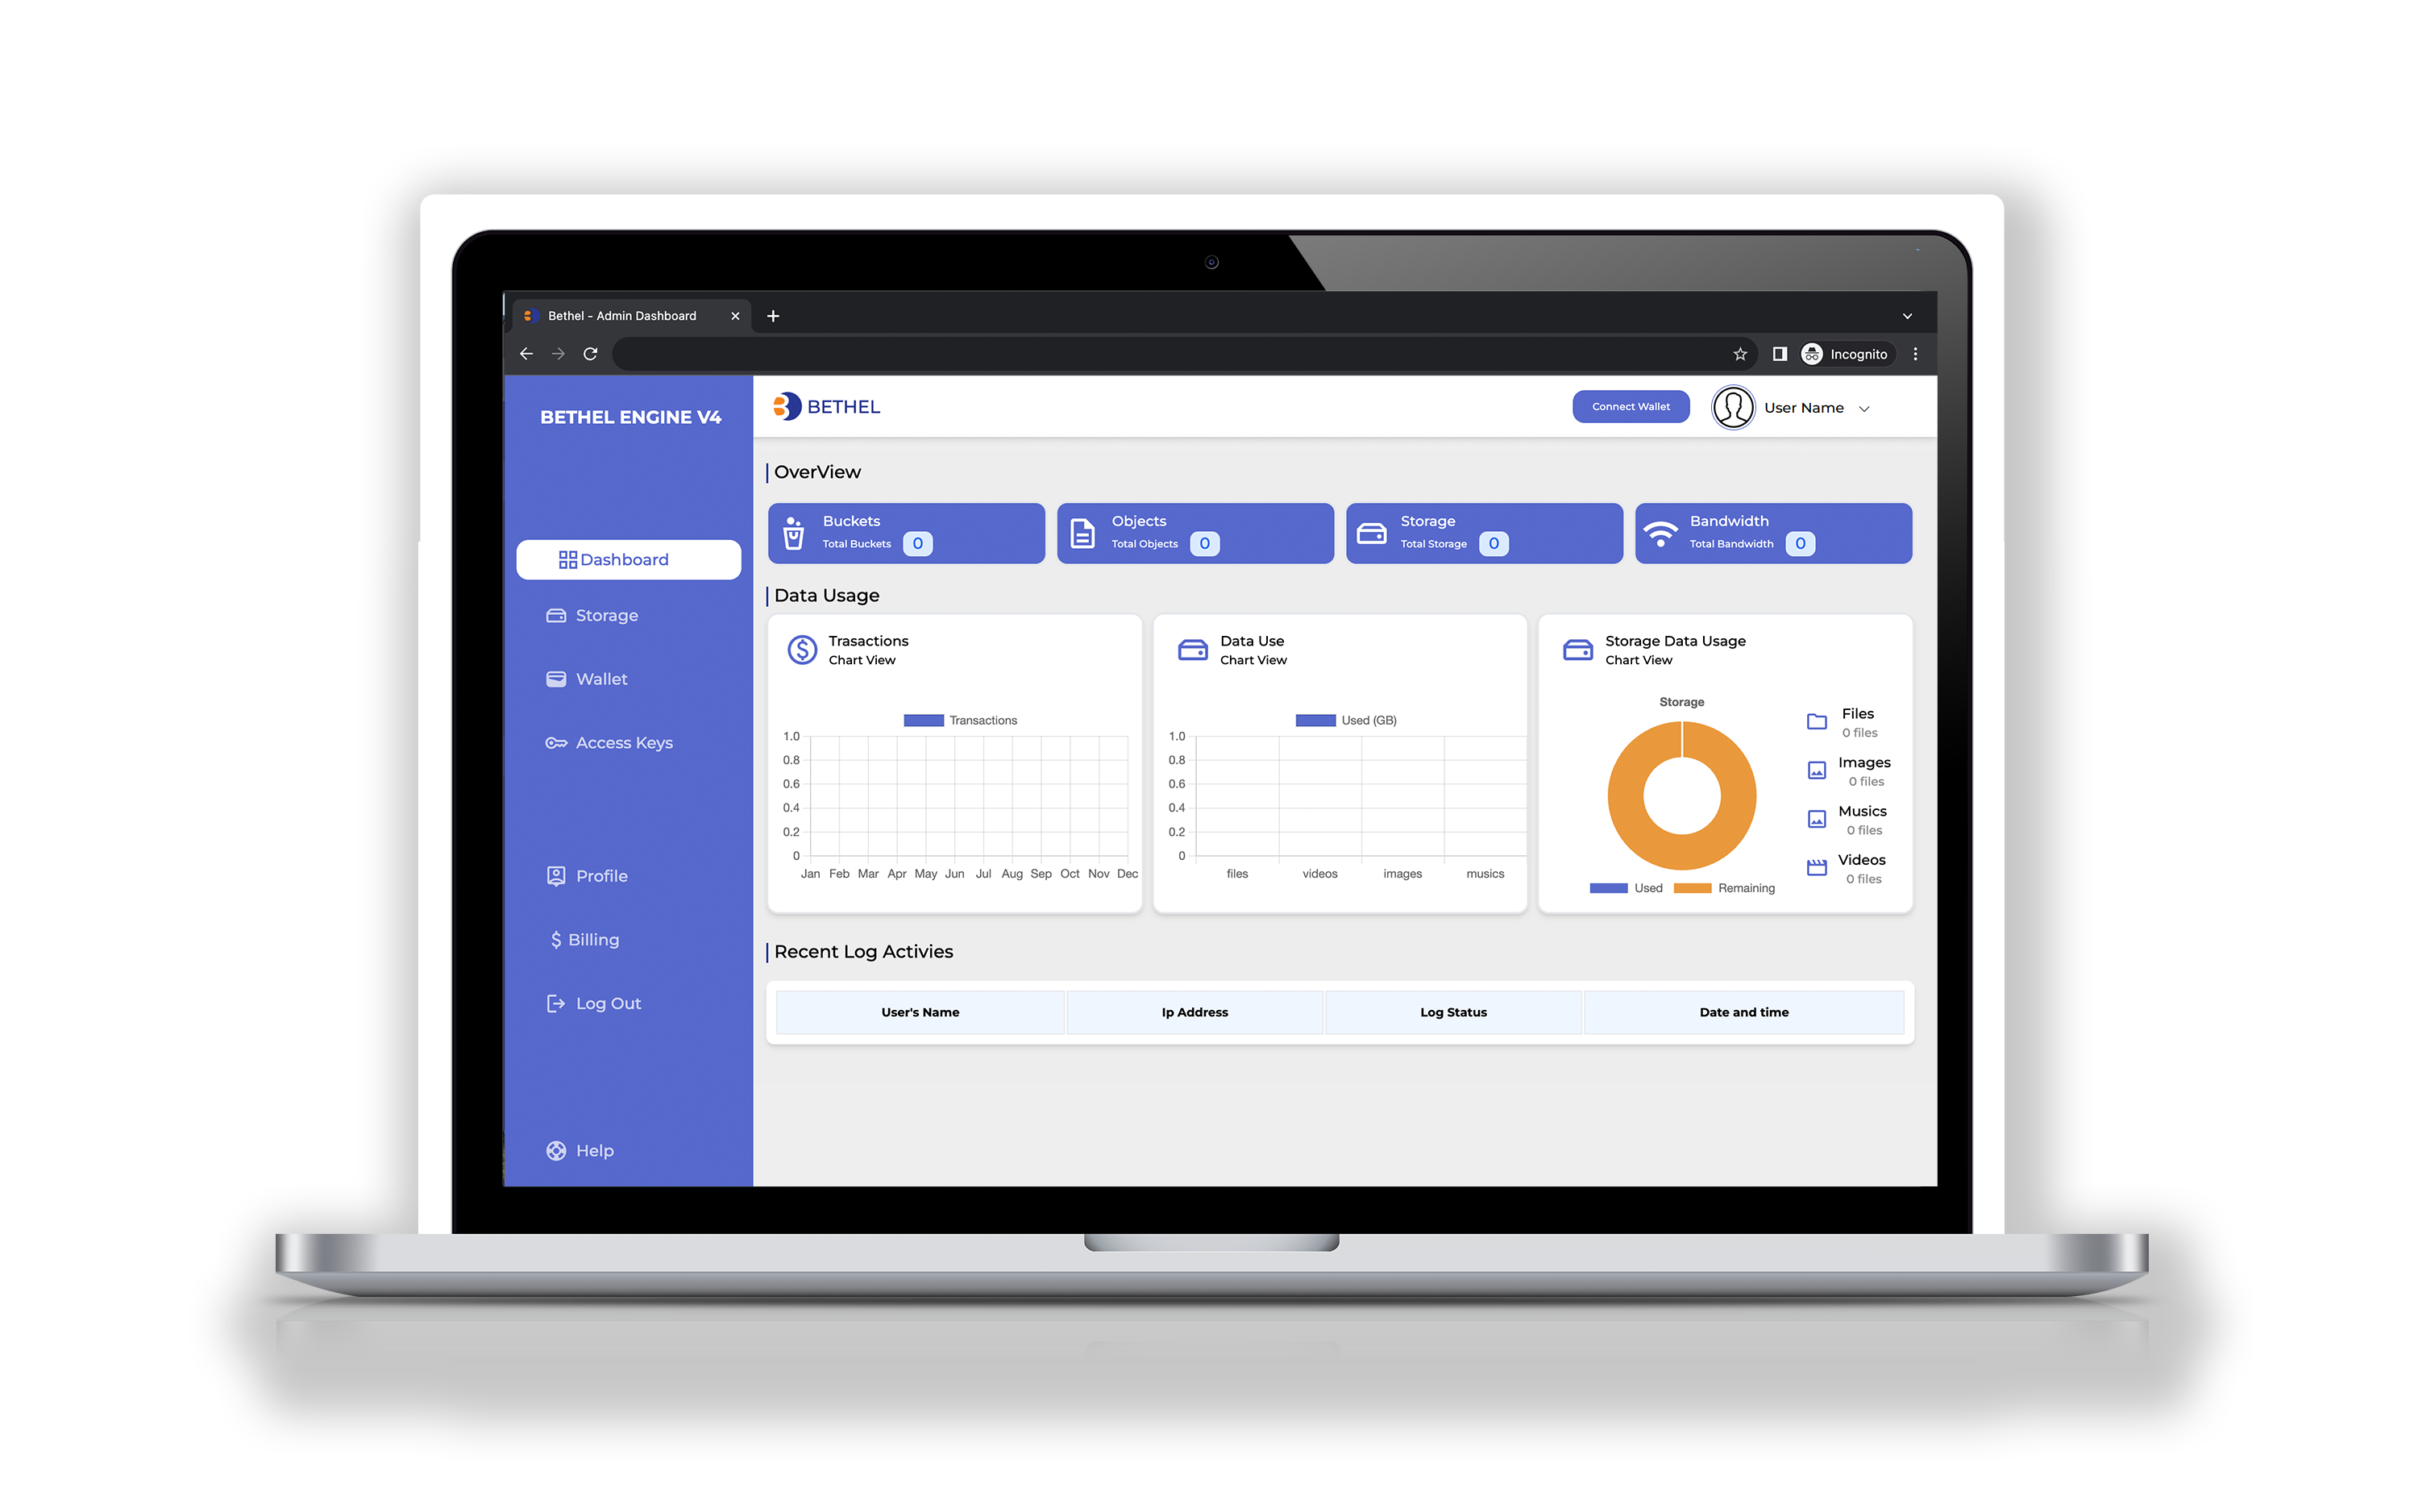 Bethel - Admin Dashboard
Incognito
BETHEL ENGINE V4
Dashboard
Storage
Wallet
Access Keys
Profile
Billing
Log Out
Help
BETHEL
Connect Wallet
User Name
OverView
Buckets
Total Buckets 0
Objects
Total Objects 0
Storage
Total Storage 0
Bandwidth
Total Bandwidth 0
Data Usage
Trasactions
Chart View
Transactions
1.0
0.8
0.6
0.4
0.2
0
Jan Feb Mar Apr May Jun Jul Aug Sep Oct Nov Dec
Data Use
Chart View
Used (GB)
1.0
0.8
0.6
0.4
0.2
0
files videos images musics
Storage Data Usage
Chart View
Storage
Used Remaining
Files
0 files
Images
0 files
Musics
0 files
Videos
0 files
Recent Log Activies
User's Name Ip Address Log Status Date and time